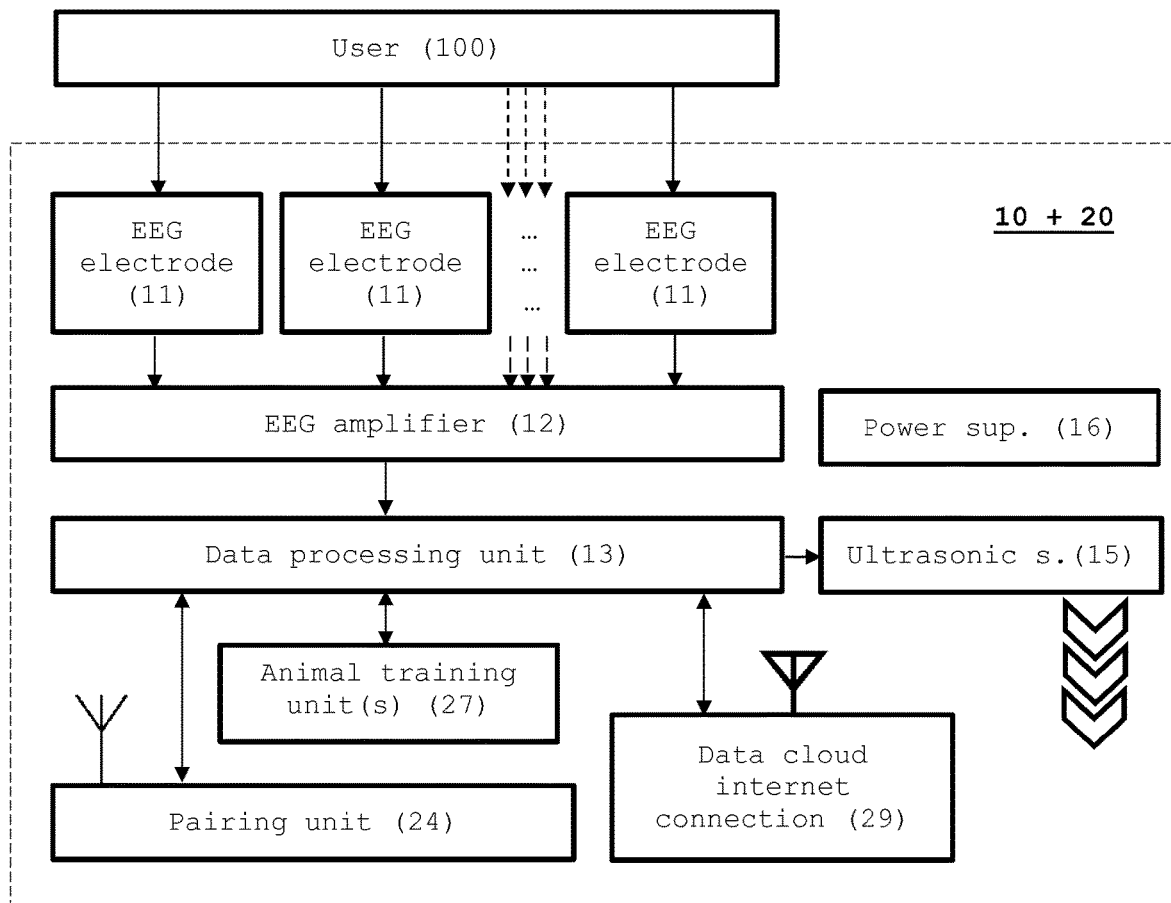 User (100)
10 + 20
EEG
electrode
(11)
EEG
electrode
(11)
…
…
…
EEG
electrode
(11)
EEG amplifier (12)
Power sup. (16)
Data processing unit (13)
Ultrasonic s.(15)
Animal training
unit(s) (27)
Data cloud
internet
connection (29)
Pairing unit (24)